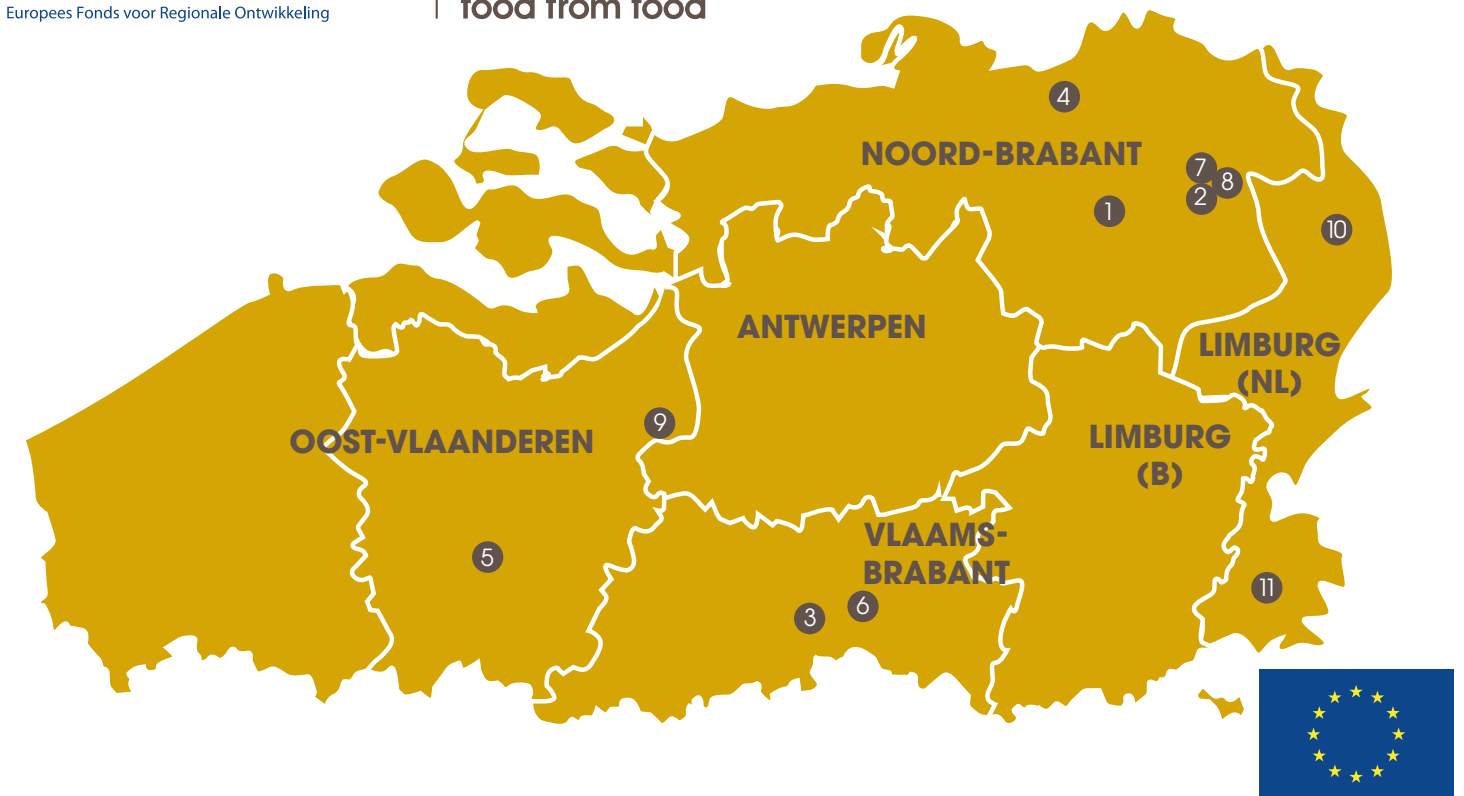 Europees Fonds voor Regionale Ontwikkeling
food from food
4
NOORD-BRABANT
7
8
2
1
10
ANTWERPEN
LIMBURG
(NL)
9
OOST-VLAANDEREN
LIMBURG
(B)
VLAAMS-
BRABANT
5
3
6
11